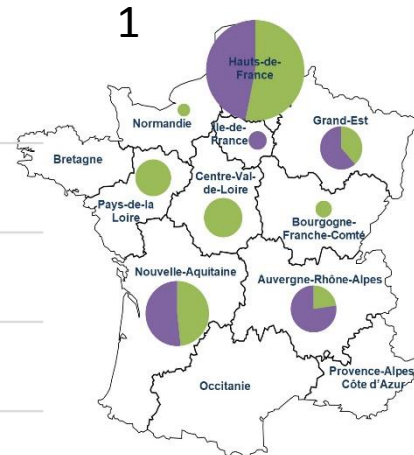 1
Hauts-de-
France
Normandie
Ile-de-
France
Grand-Est
Bretagne
Centre-Val-
de-Loire
Pays-de-la
Loire
Bourgogne-
Franche-Comté
Nouvelle-Aquitaine
Auvergne-Rhône-Alpes
Occitanie
Provence-Alpes
Côte d'Azur